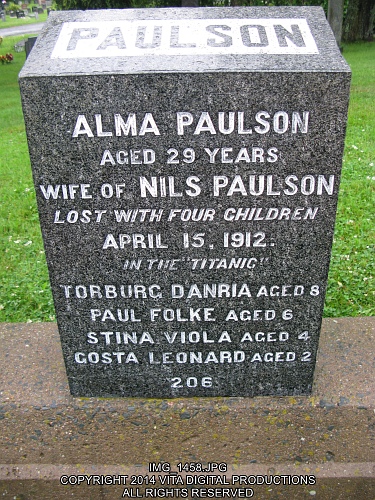 PAULSON
ALMA PAULSON
AGED 29 YEARS
WIFE OF NILS PAULSON
LOST WITH FOUR CHILDREN
APRIL 15, 1912.
IN THE "TITANIC"
TORBURG DANRIA AGED 8
PAUL FOLKE AGED 6
STINA VIOLA AGED 4
GOSTA LEONARD AGED 2
206
IMG_1458.JPG
COPYRIGHT 2014 VITA DIGITAL PRODUCTIONS
ALL RIGHTS RESERVED